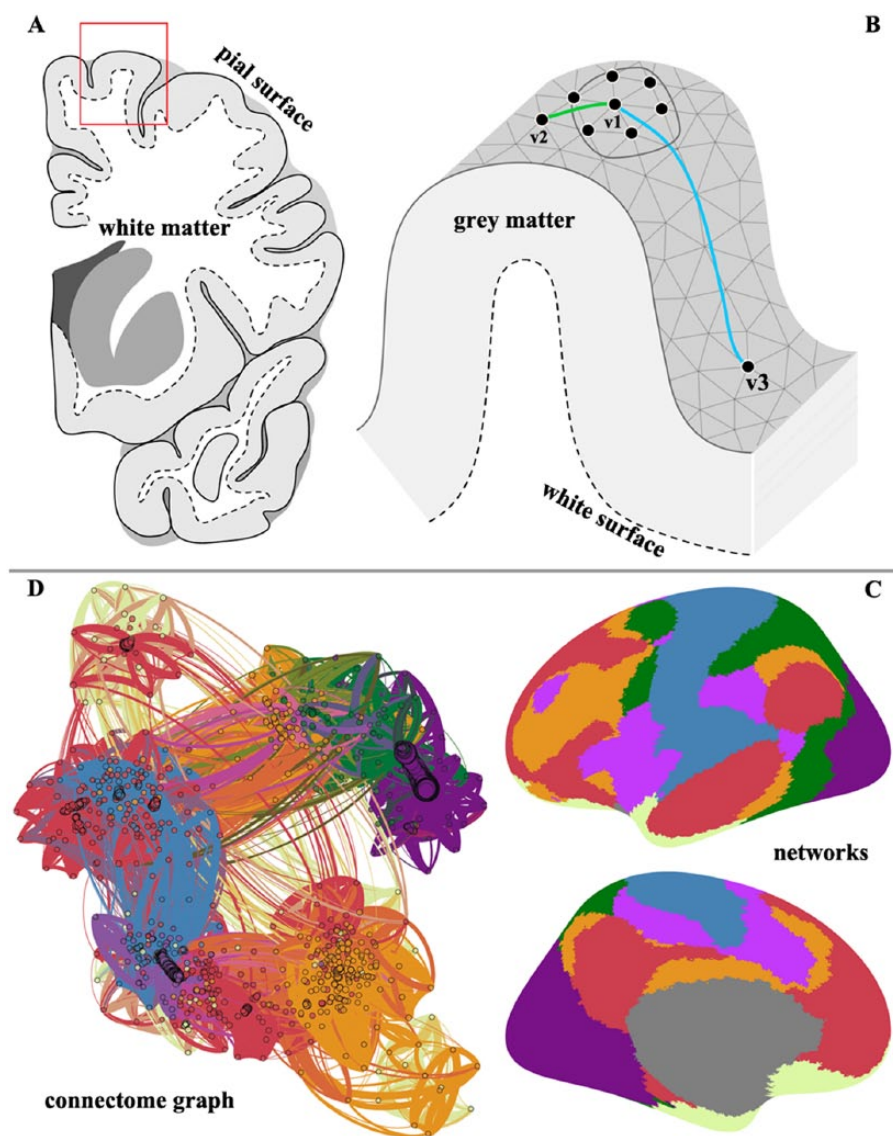 A
pial surface
white matter
B
v2
v1
grey matter
v3
white surface
D
C
networks
connectome graph